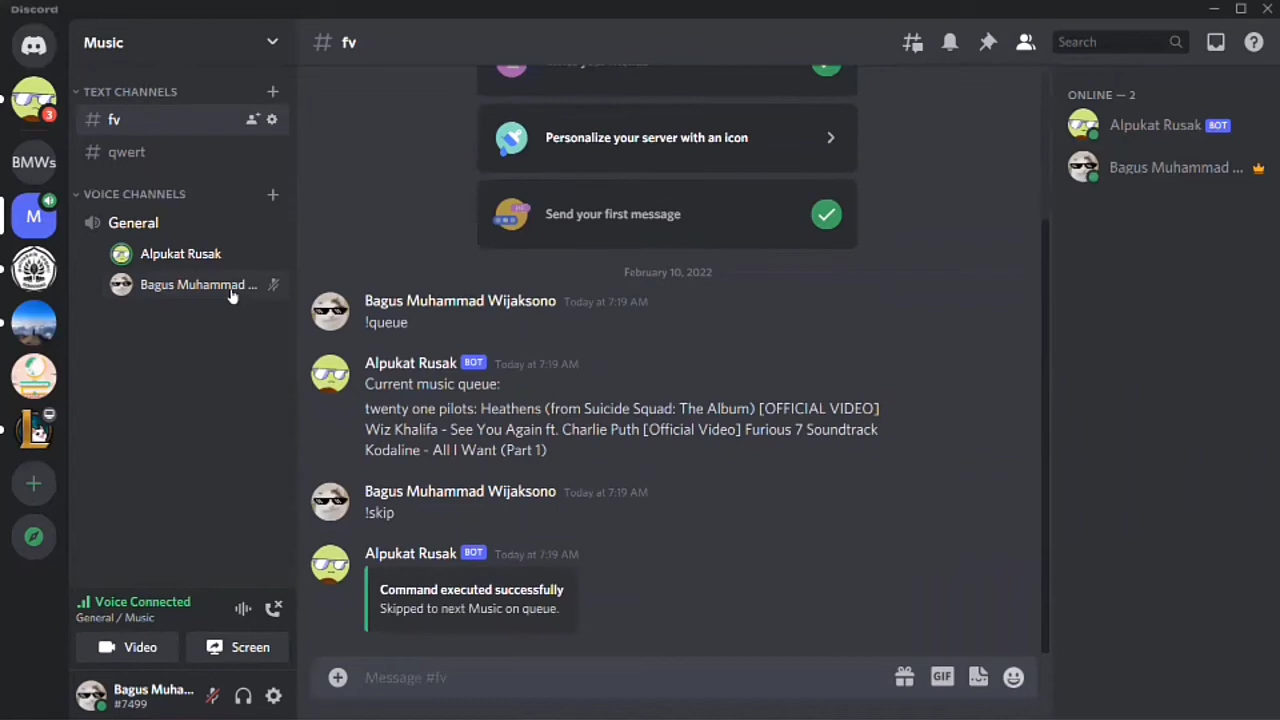 Discord
Music
fv
Search
TEXT CHANNELS
fv
qwert
VOICE CHANNELS
General
Alpukat Rusak
Bagus Muhammad ...
3
BMWs
M
Personalize your server with an icon
Send your first message
February 10, 2022
Bagus Muhammad Wijaksono Today at 7:19 AM
!queue
Alpukat Rusak BOT Today at 7:19 AM
Current music queue:
twenty one pilots: Heathens (from Suicide Squad: The Album) [OFFICIAL VIDEO]
Wiz Khalifa - See You Again ft. Charlie Puth [Official Video] Furious 7 Soundtrack
Kodaline - All I Want (Part 1)
Bagus Muhammad Wijaksono Today at 7:19 AM
!skip
Alpukat Rusak BOT Today at 7:19 AM
Command executed successfully
Skipped to next Music on queue.
Message #fv
GIF
ONLINE — 2
Alpukat Rusak BOT
Bagus Muhammad ...
Voice Connected
General / Music
Video
Screen
Bagus Muha...
#7499